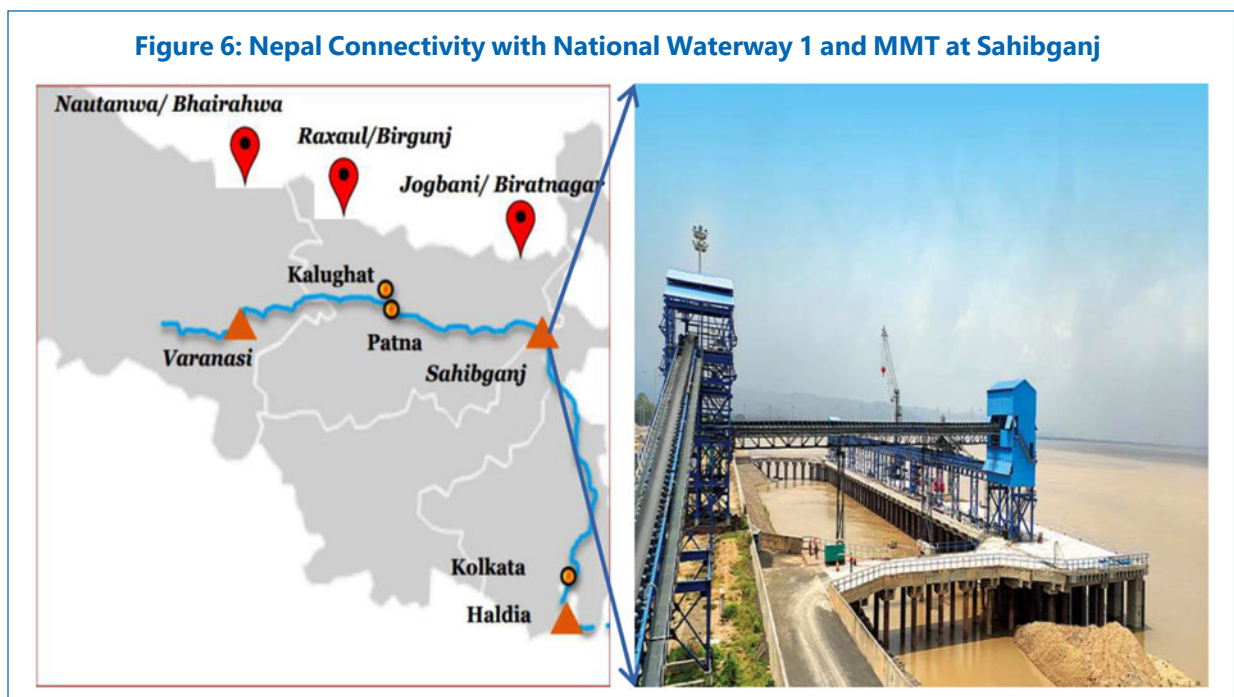 Figure 6: Nepal Connectivity with National Waterway 1 and MMT at Sahibganj
Nautanwa/ Bhairahwa
Raxaul/Birgunj
Jogbani/ Biratnagar
Kalughat
Patna
Varanasi
Sahibganj
Kolkata
Haldia